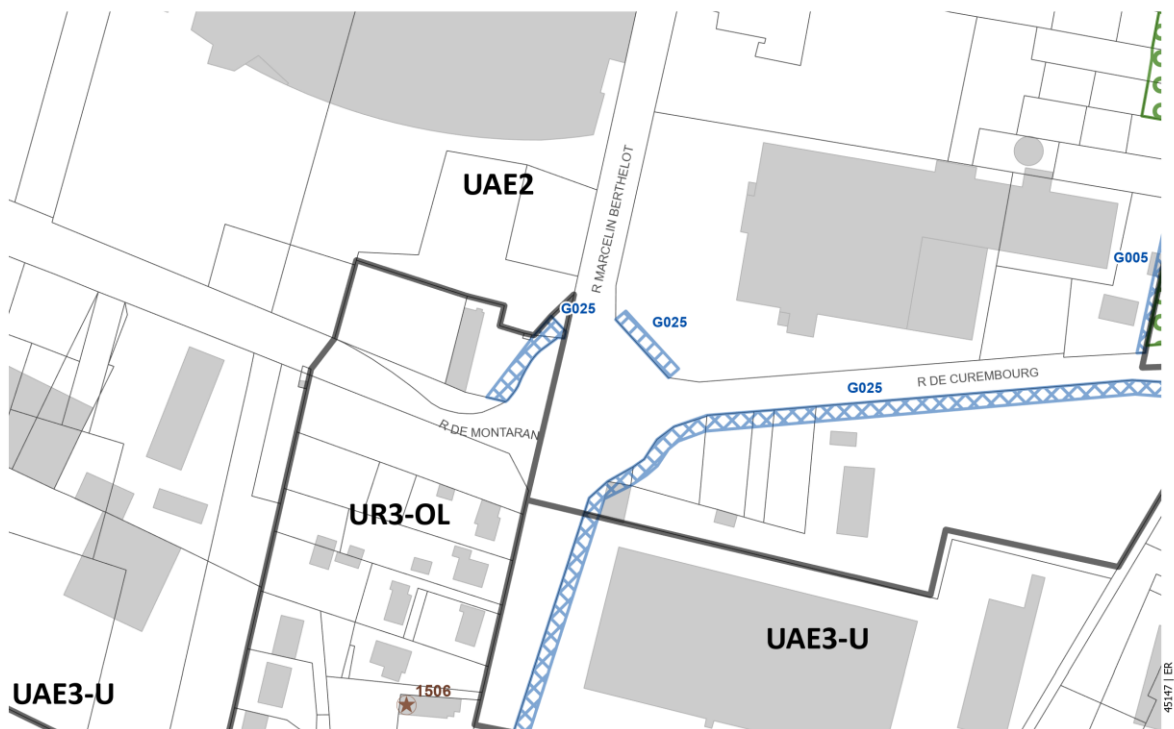 UAE2
R MARCELIN BERTHELOT
G005
G025
G025
R DE CUREMBOURG
G025
R DE MONTARAN
UR3-OL
UAE3-U
UAE3-U
1506
45147 | ER